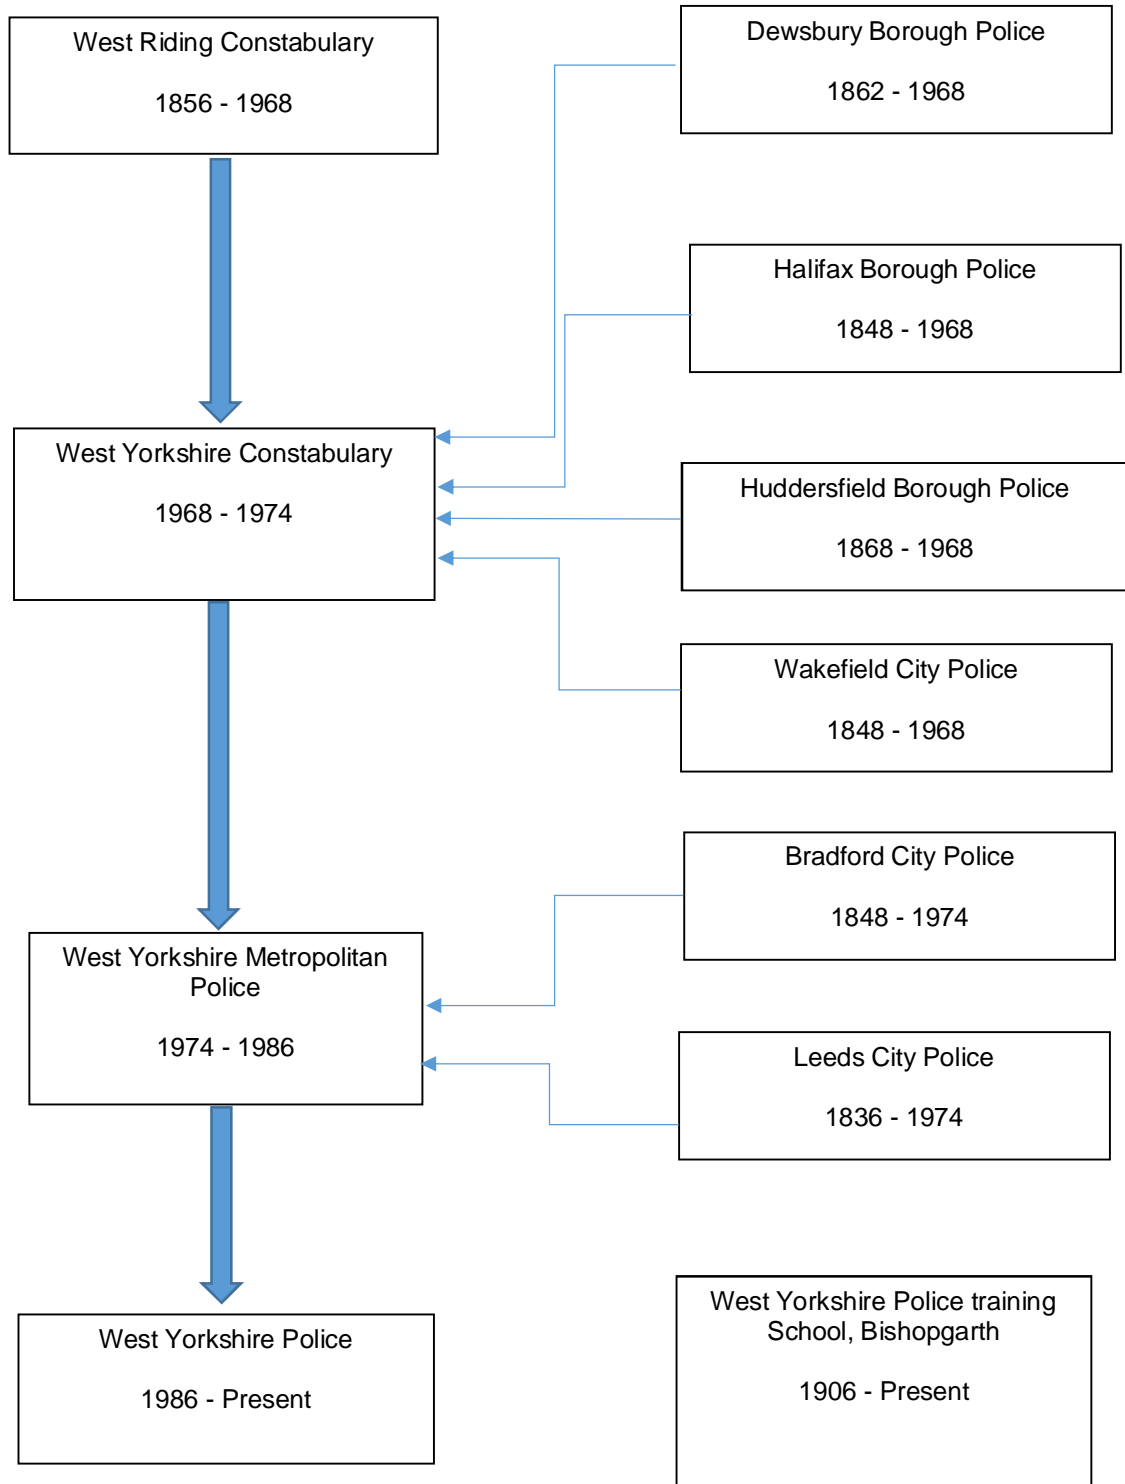 West Riding Constabulary
1856 - 1968
Dewsbury Borough Police
1862 - 1968
Halifax Borough Police
1848 - 1968
West Yorkshire Constabulary
1968 - 1974
Huddersfield Borough Police
1868 - 1968
Wakefield City Police
1848 - 1968
Bradford City Police
1848 - 1974
West Yorkshire Metropolitan
Police
1974 - 1986
Leeds City Police
1836 - 1974
West Yorkshire Police
1986 - Present
West Yorkshire Police training
School, Bishopgarth
1906 - Present